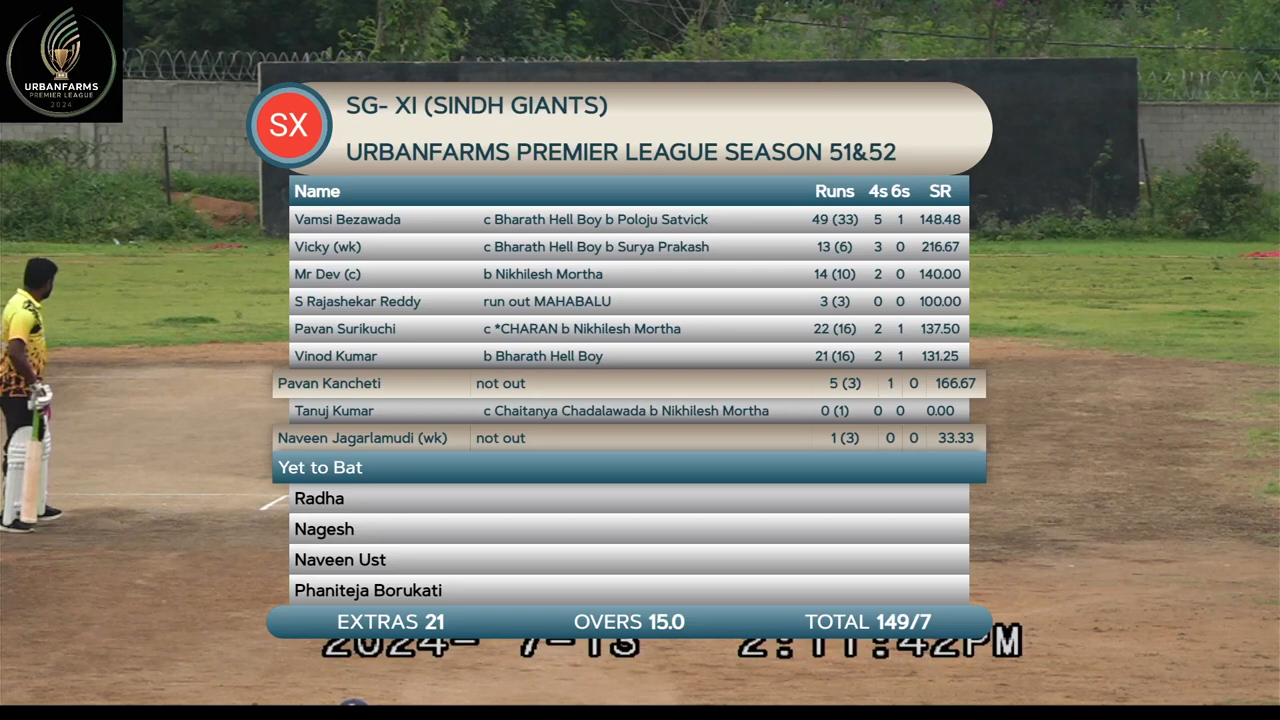 URBANFARMS
PREMIER LEAGUE
2024
SX
SG- XI (SINDH GIANTS)
URBANFARMS PREMIER LEAGUE SEASON 51&52
Name Runs 4s 6s SR
Vamsi Bezawada c Bharath Hell Boy b Poloju Satvick 49 (33) 5 1 148.48
Vicky (wk) c Bharath Hell Boy b Surya Prakash 13 (6) 3 0 216.67
Mr Dev (c) b Nikhilesh Mortha 14 (10) 2 0 140.00
S Rajashekar Reddy run out MAHABALU 3 (3) 0 0 100.00
Pavan Surikuchi c *CHARAN b Nikhilesh Mortha 22 (16) 2 1 137.50
Vinod Kumar b Bharath Hell Boy 21 (16) 2 1 131.25
Pavan Kancheti not out 5 (3) 1 0 166.67
Tanuj Kumar c Chaitanya Chadalawada b Nikhilesh Mortha 0 (1) 0 0 0.00
Naveen Jagarlamudi (wk) not out 1 (3) 0 0 33.33
Yet to Bat
Radha
Nagesh
Naveen Ust
Phaniteja Borukati
EXTRAS 21 OVERS 15.0 TOTAL 149/7
2024- 7-13 2:11:42PM